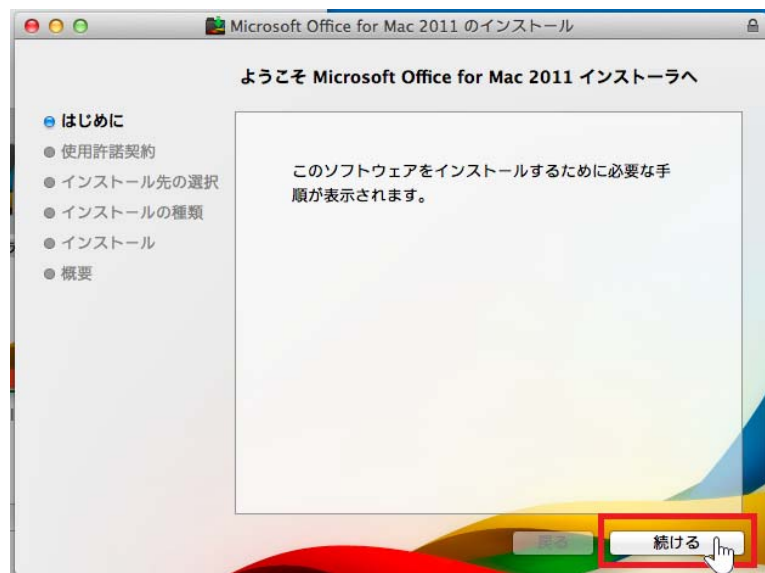 Microsoft Office for Mac 2011 のインストール
ようこそ Microsoft Office for Mac 2011 インストーラへ
はじめに
使用許諾契約
インストール先の選択
インストールの種類
インストール
概要
このソフトウェアをインストールするために必要な手
順が表示されます。
戻る
続ける